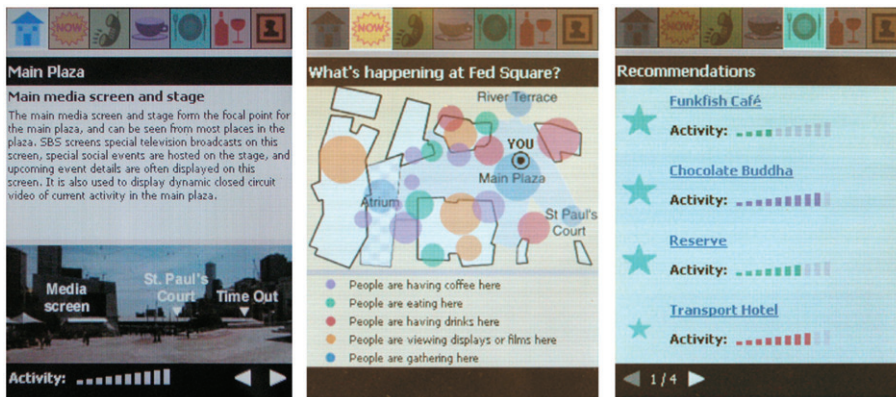 NOW
Main Plaza
Main media screen and stage
The main media screen and stage form the focal point for
the main plaza, and can be seen from most places in the
plaza. SBS screens special television broadcasts on this
screen, special social events are hosted on the stage, and
upcoming event details are often displayed on this
screen. It is also used to display dynamic closed circuit
video of current activity in the main plaza.
Media
screen
St. Paul's
Court
Time Out
Activity:
NOW
What's happening at Fed Square?
River Terrace
YOU
Main Plaza
Atrium
St Paul's
Court
People are having coffee here
People are eating here
People are having drinks here
People are viewing displays or films here
People are gathering here
NOW
Recommendations
Funkfish Café
Activity:
Chocolate Buddha
Activity:
Reserve
Activity:
Transport Hotel
Activity:
1/4